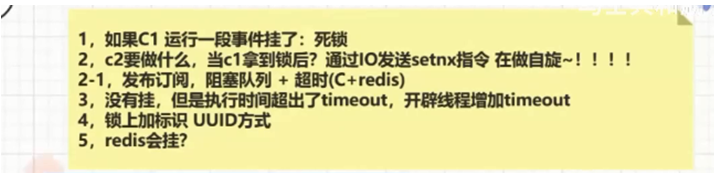 1，如果C1 运行一段事件挂了：死锁
2，c2要做什么，当c1拿到锁后？通过IO发送setnx指令 在做自旋~！！！！
2-1，发布订阅，阻塞队列 + 超时(C+redis)
3，没有挂，但是执行时间超出了timeout，开辟线程增加timeout
4，锁上加标识 UUID方式
5，redis会挂?